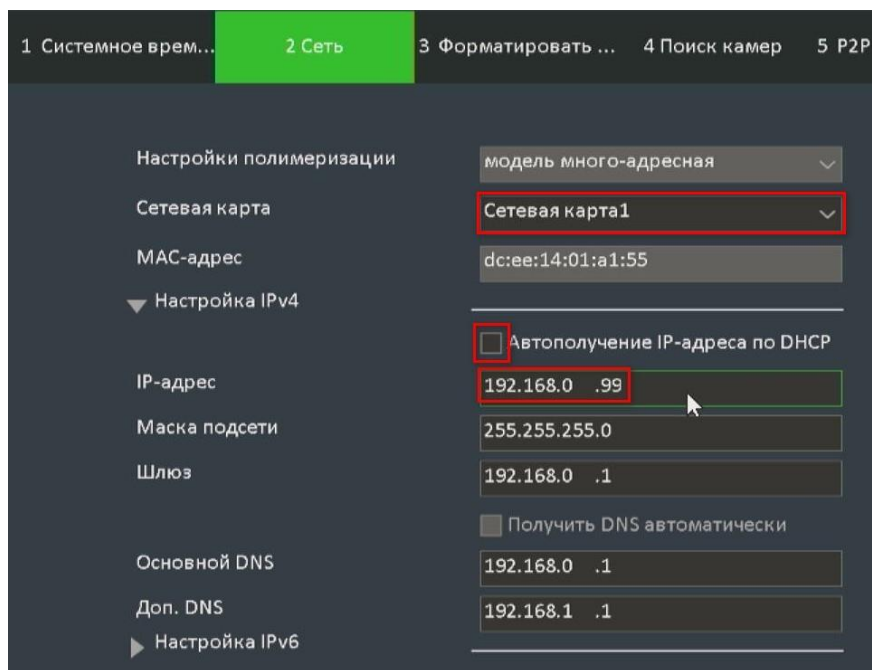 1 Системное врем... 2 Сеть 3 Форматировать ... 4 Поиск камер 5 P2P
Настройки полимеризации модель много-адресная
Сетевая карта Сетевая карта1
MAC-адрес dc:ee:14:01:a1:55
Настройка IPv4
Автополучение IP-адреса по DHCP
IP-адрес 192.168.0 .99
Маска подсети 255.255.255.0
Шлюз 192.168.0 .1
Получить DNS автоматически
Основной DNS 192.168.0 .1
Доп. DNS 192.168.1 .1
Настройка IPv6